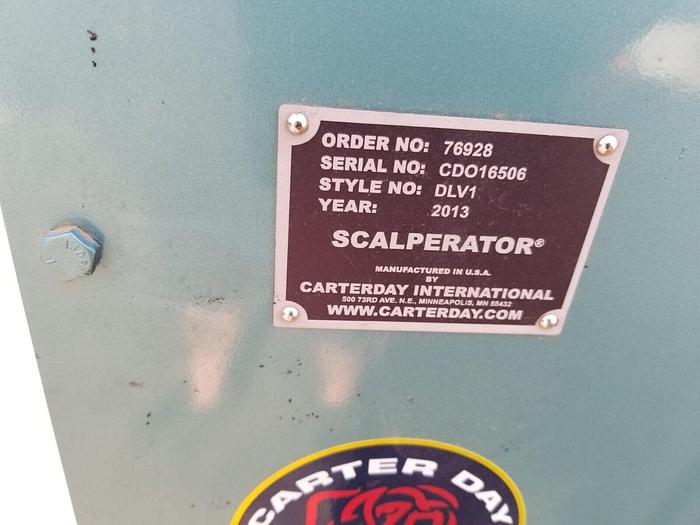 ORDER NO: 76928
SERIAL NO: CDO16506
STYLE NO: DLV1
YEAR: 2013
SCALPERATOR®
MANUFACTURED IN U.S.A.
BY
CARTERDAY INTERNATIONAL
500 73RD AVE. N.E., MINNEAPOLIS, MN 55432
WWW.CARTERDAY.COM
CARTER DAY